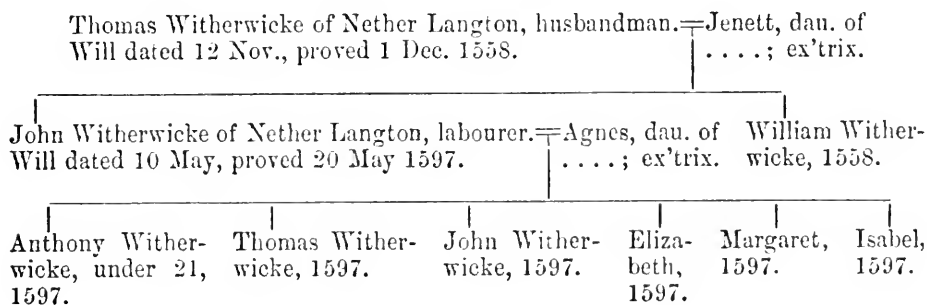 Thomas Witherwicke of Nether Langton, husbandman.=Jenett, dau. of
Will dated 12 Nov., proved 1 Dec. 1558. . . . . ; ex'trix.
John Witherwicke of Nether Langton, labourer.=Agnes, dau. of William Wither-
Will dated 10 May, proved 20 May 1597. . . . . ; ex'trix. wicke, 1558.
Anthony Wither- Thomas Wither- John Wither- Eliza- Margaret, Isabel,
wicke, under 21, wicke, 1597. wicke, 1597. beth, 1597. 1597.
1597. 1597.